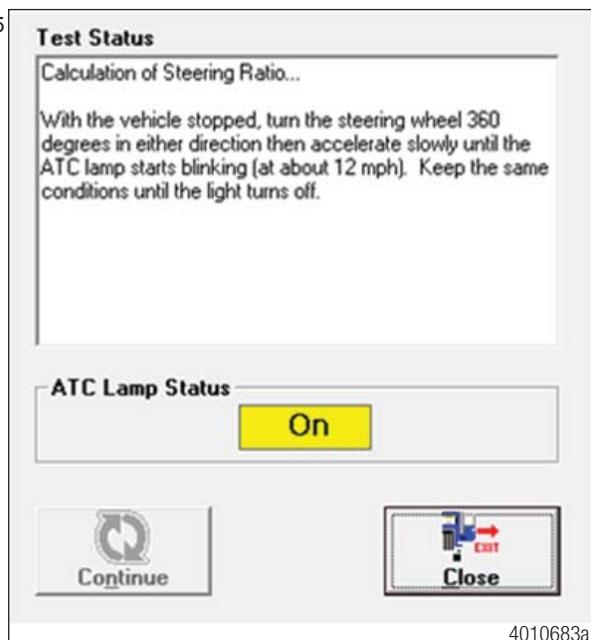 Test Status
Calculation of Steering Ratio...
With the vehicle stopped, turn the steering wheel 360
degrees in either direction then accelerate slowly until the
ATC lamp starts blinking (at about 12 mph). Keep the same
conditions until the light turns off.
ATC Lamp Status
On
EXIT
Continue
Close
4010683a